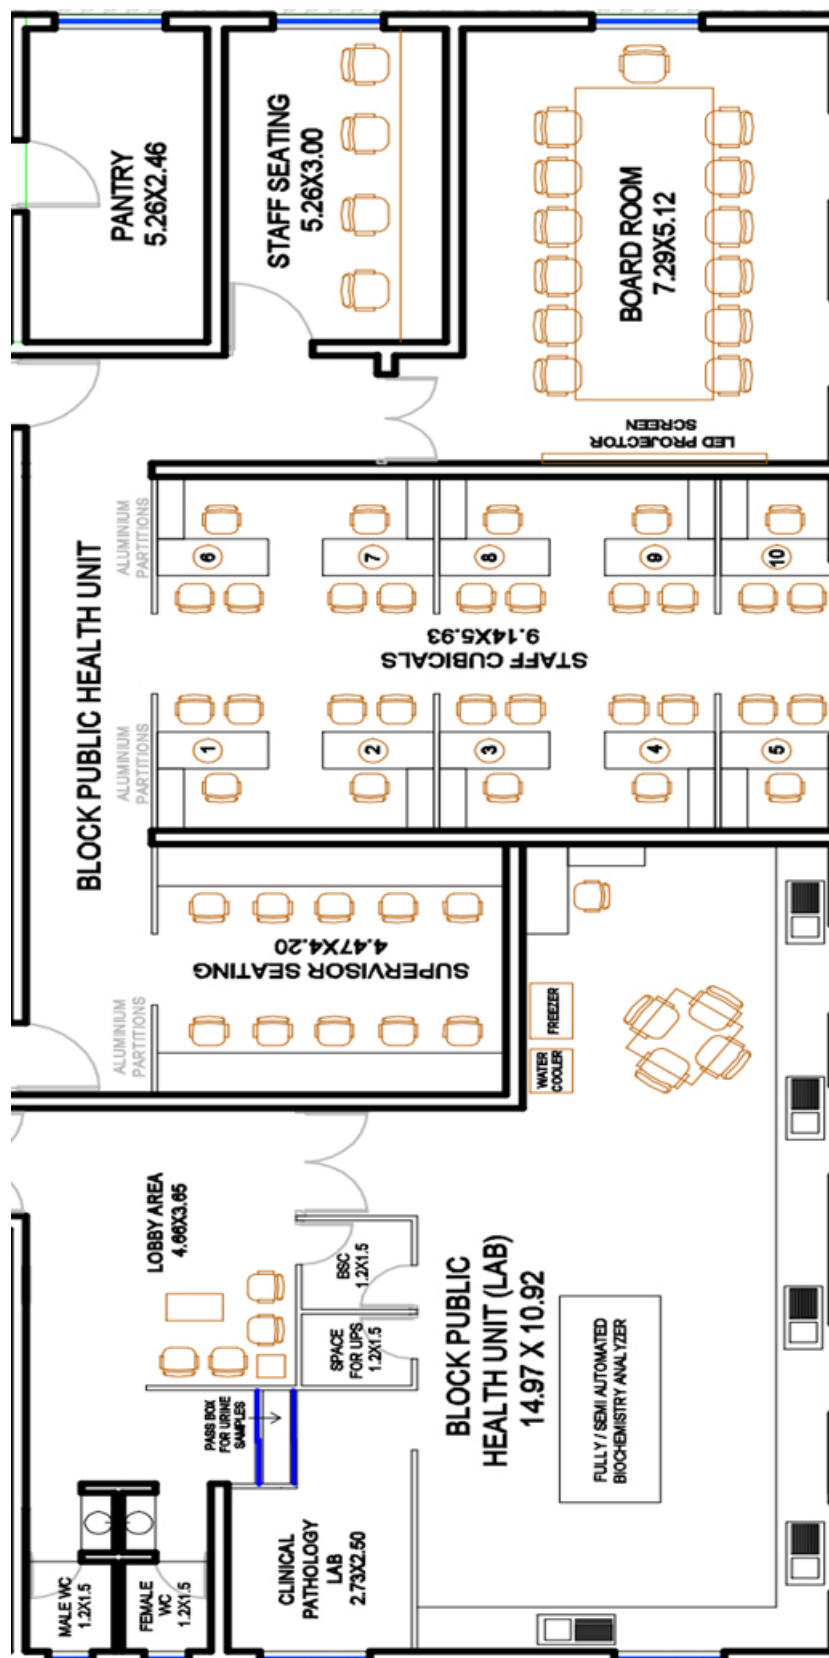 PANTRY
5.26X2.46
STAFF SEATING
5.26X3.00
BOARD ROOM
7.29X5.12
LED PROJECTOR
SCREEN
BLOCK PUBLIC HEALTH UNIT
ALUMINIUM
PARTITIONS
6
7
8
9
10
STAFF CUBICALS
9.14X5.93
ALUMINIUM
PARTITIONS
1
2
3
4
5
SUPERVISOR SEATING
4.47X4.20
ALUMINIUM
PARTITIONS
FREEZER
WATER
COOLER
LOBBY AREA
4.66X3.65
BSC
1.2X1.5
SPACE
FOR UPS
1.2X1.5
BLOCK PUBLIC
HEALTH UNIT (LAB)
14.97 X 10.92
FULLY / SEMI AUTOMATED
BIOCHEMISTRY ANALYZER
PASS BOX
FOR URINE
SAMPLES
CLINICAL
PATHOLOGY
LAB
2.73X2.50
MALE WC
1.2X1.5
FEMALE
WC
1.2X1.5